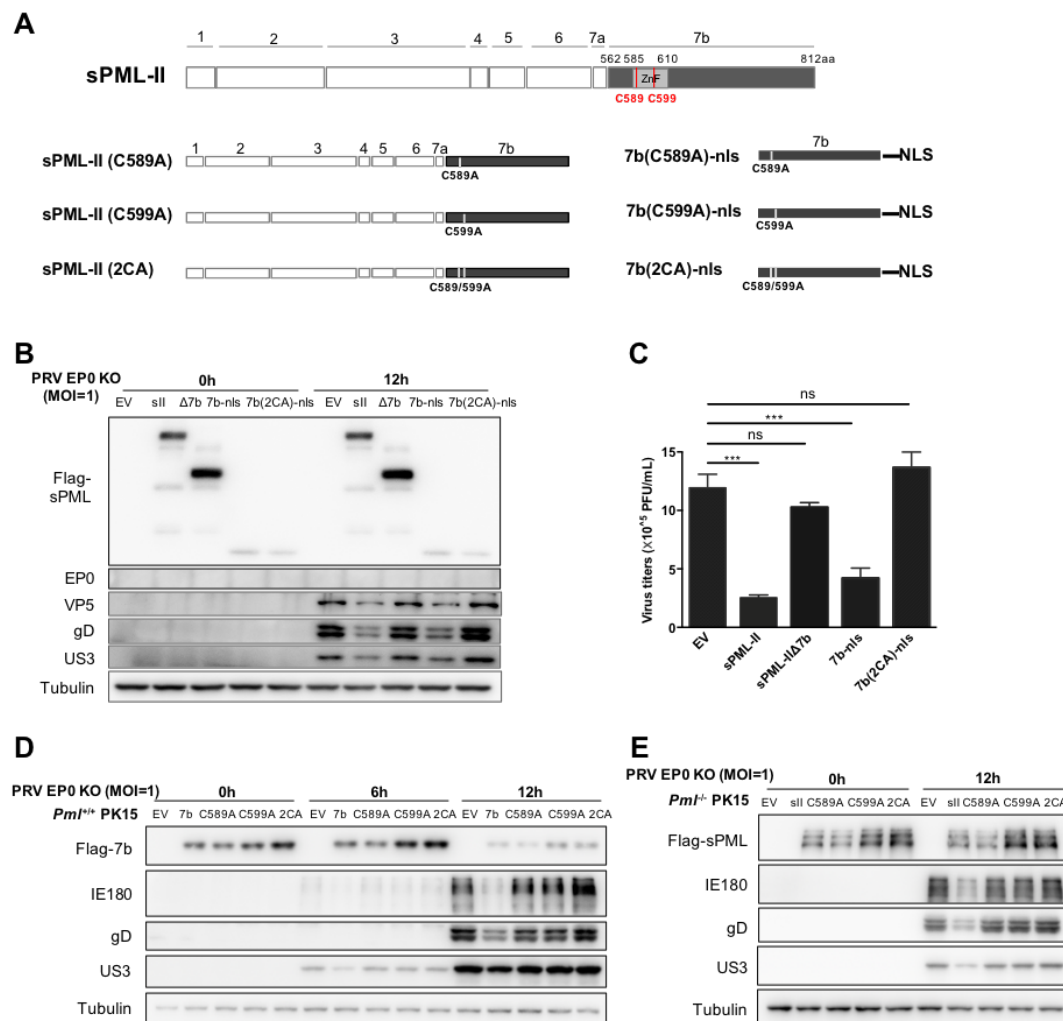 A
1 2 3 4 5 6 7a 7b
562 585 610 812aa
sPML-II
ZnF
C589 C599
1 2 3 4 5 6 7a 7b
sPML-II (C589A)
C589A
sPML-II (C599A)
C599A
sPML-II (2CA)
C589/599A
7b
7b(C589A)-nls
NLS
C589A
7b(C599A)-nls
NLS
C599A
7b(2CA)-nls
NLS
C589/599A
B
PRV EP0 KO
(MOI=1)
0h 12h
EV sII Δ7b 7b-nls 7b(2CA)-nls EV sII Δ7b 7b-nls 7b(2CA)-nls
Flag-
sPML
EP0
VP5
gD
US3
Tubulin
C
ns
***
ns
***
Virus titers (X10^5 PFU/mL)
15
10
5
0
EV
sPML-II
sPML-IIΔ7b
7b-nls
7b(2CA)-nls
D
PRV EP0 KO (MOI=1) 0h 6h 12h
Pml+/+ PK15 EV 7b C589A C599A 2CA EV 7b C589A C599A 2CA EV 7b C589A C599A 2CA
Flag-7b
IE180
gD
US3
Tubulin
E
PRV EP0 KO (MOI=1) 0h 12h
Pml-/- PK15 EV sII C589A C599A 2CA EV sII C589A C599A 2CA
Flag-sPML
IE180
gD
US3
Tubulin